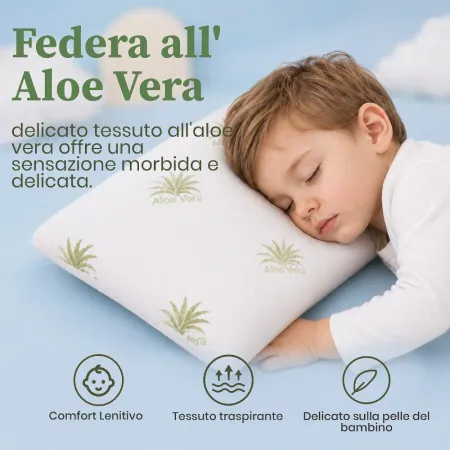 Federa all'
Aloe Vera
delicato tessuto all'aloe
vera offre una
sensazione morbida e
delicata.
Aloe Vera
Aloe Vera
vera
Comfort Lenitivo
Tessuto traspirante
Delicato sulla pelle del
bambino